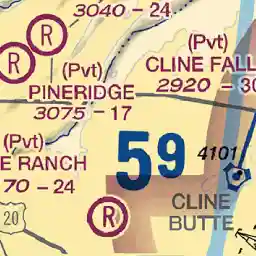 3040 - 24
R
R
(Pvt)
PINERIDGE
3075 - 17
(Pvt)
CLINE FALL
2920 - 30
(Pvt)
E RANCH
70 - 24
59
4101
R
CLINE
BUTTE
U S
20